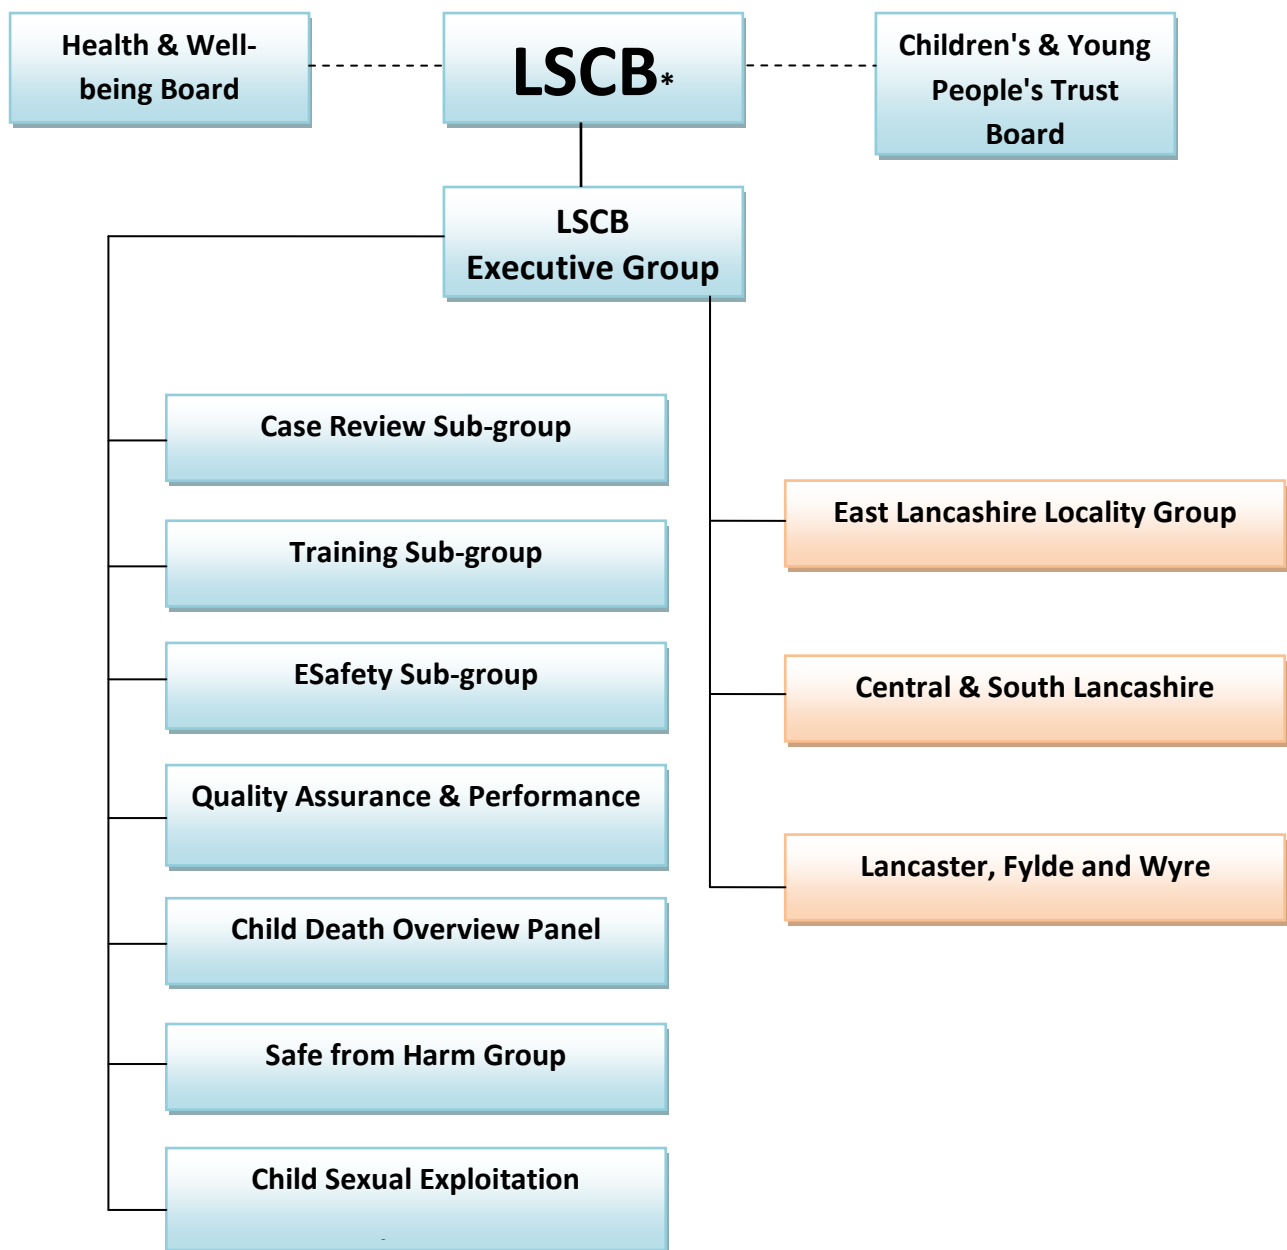 Health & Well-
being Board
LSCB*
Children's & Young
People's Trust
Board
LSCB
Executive Group
Case Review Sub-group
Training Sub-group
ESafety Sub-group
Quality Assurance & Performance
Child Death Overview Panel
Safe from Harm Group
Child Sexual Exploitation
East Lancashire Locality Group
Central & South Lancashire
Lancaster, Fylde and Wyre